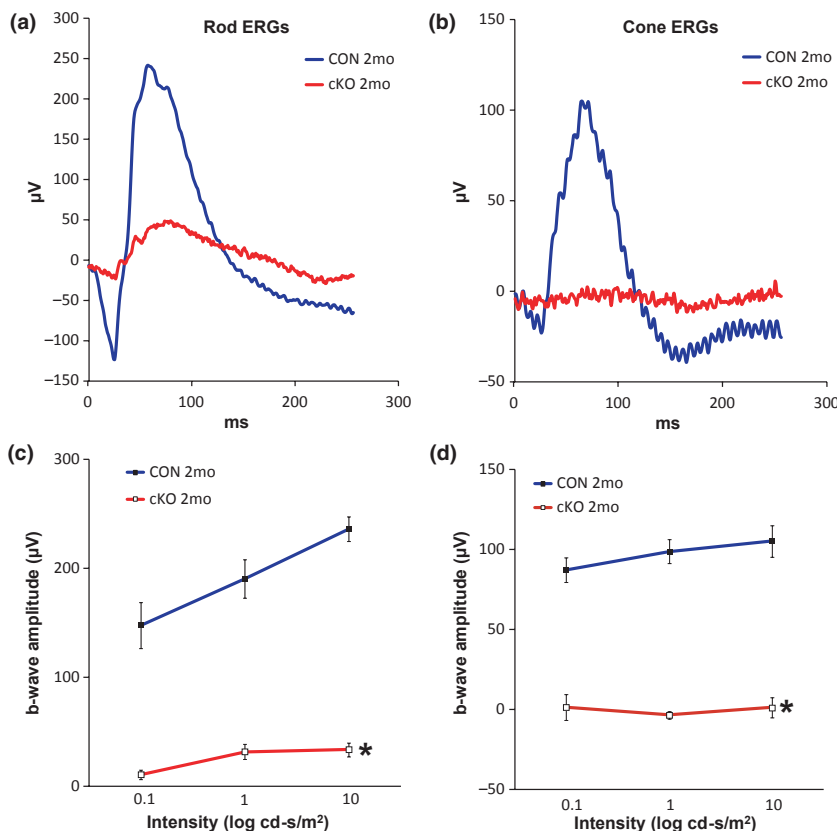 (a)
Rod ERGs
CON 2mo
cKO 2mo
300
250
200
150
100
50
0
−50
−100
−150
µV
0
100
200
300
ms
(b)
Cone ERGs
CON 2mo
cKO 2mo
150
100
50
0
−50
µV
0
100
200
300
ms
(c)
CON 2mo
cKO 2mo
300
200
100
0
b-wave amplitude (µV)
*
0.1
1
10
Intensity (log cd-s/m²)
(d)
CON 2mo
cKO 2mo
150
100
50
0
−50
b-wave amplitude (µV)
*
0.1
1
10
Intensity (log cd-s/m²)